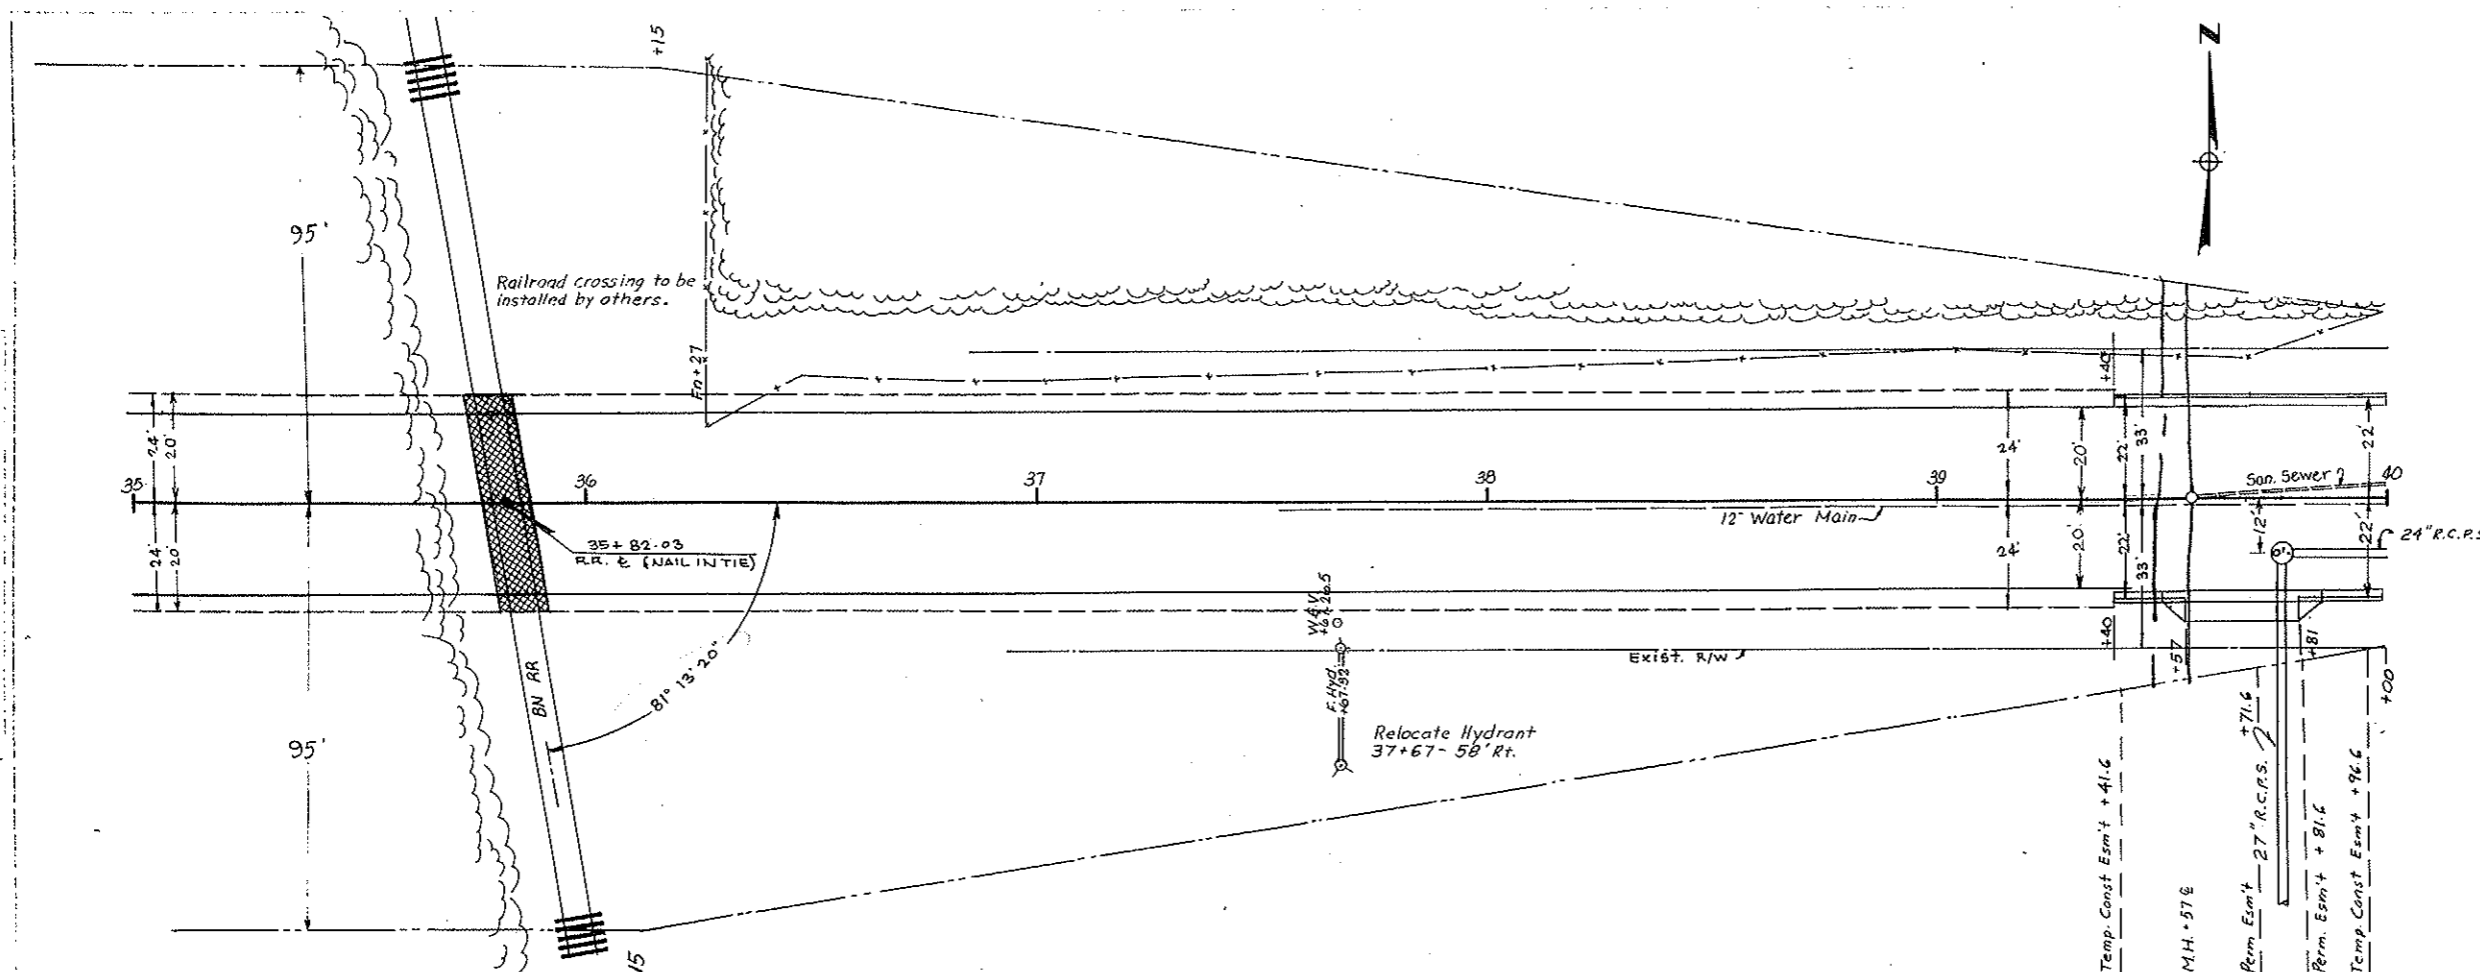 +15
N
95'
Railroad crossing to be
installed by others.
Fn +27
+40
24'
20'
24'
20'
22'
33'
22'
35
36
37
38
39
40
San. Sewer
12" Water Main
12'
24" R.C.P.S
35+82.03
R.R. ℄ (NAIL IN TIE)
24'
20'
24'
20'
22'
33'
22'
BN RR
81° 13' 20"
F. Hyd.
+67.82
Exist. R/W
+40
+57
+81
+00
95'
Relocate Hydrant
37+67- 58' Rt.
Temp. Const Esm't +41.6
M.H. +57 ℄
Perm Esm't +71.6
27" R.C.P.S.
Perm. Esm't +81.6
Temp. Const Esm't +96.6
15